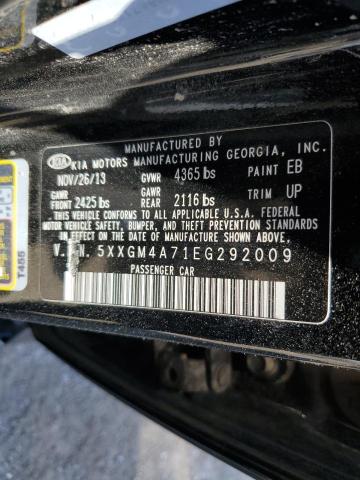 MANUFACTURED BY
KIA KIA MOTORS MANUFACTURING GEORGIA, INC.
NOV/26/13 GVWR 4365 lbs PAINT EB
GAWR FRONT 2425 lbs GAWR REAR 2116 lbs TRIM UP
THIS VEHICLE CONFORMS TO ALL APPLICABLE U.S.A. FEDERAL
MOTOR VEHICLE SAFETY, BUMPER, AND THEFT PREVENTION STANDARDS
IN EFFECT ON THE DATE OF MANUFACTURE SHOWN ABOVE.
V.I.N. 5XXGM4A71EG292009
PASSENGER CAR
T455